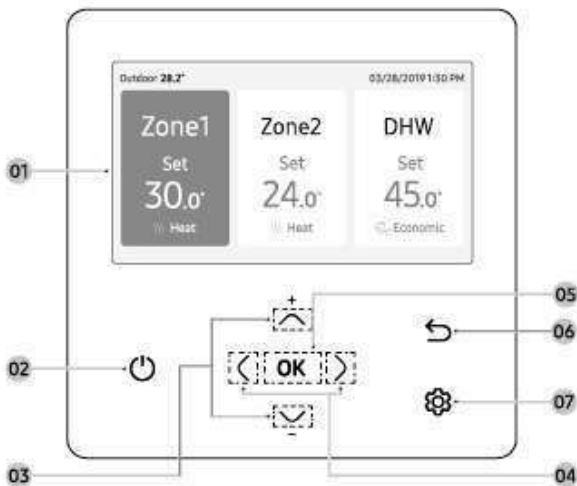 Outdoor 28.2°
03/28/2019 1:30 PM
Zone1
Set
30.0°
Heat
Zone2
Set
24.0°
Heat
DHW
Set
45.0°
Economic
01
02
03
+
OK
−
04
05
06
07